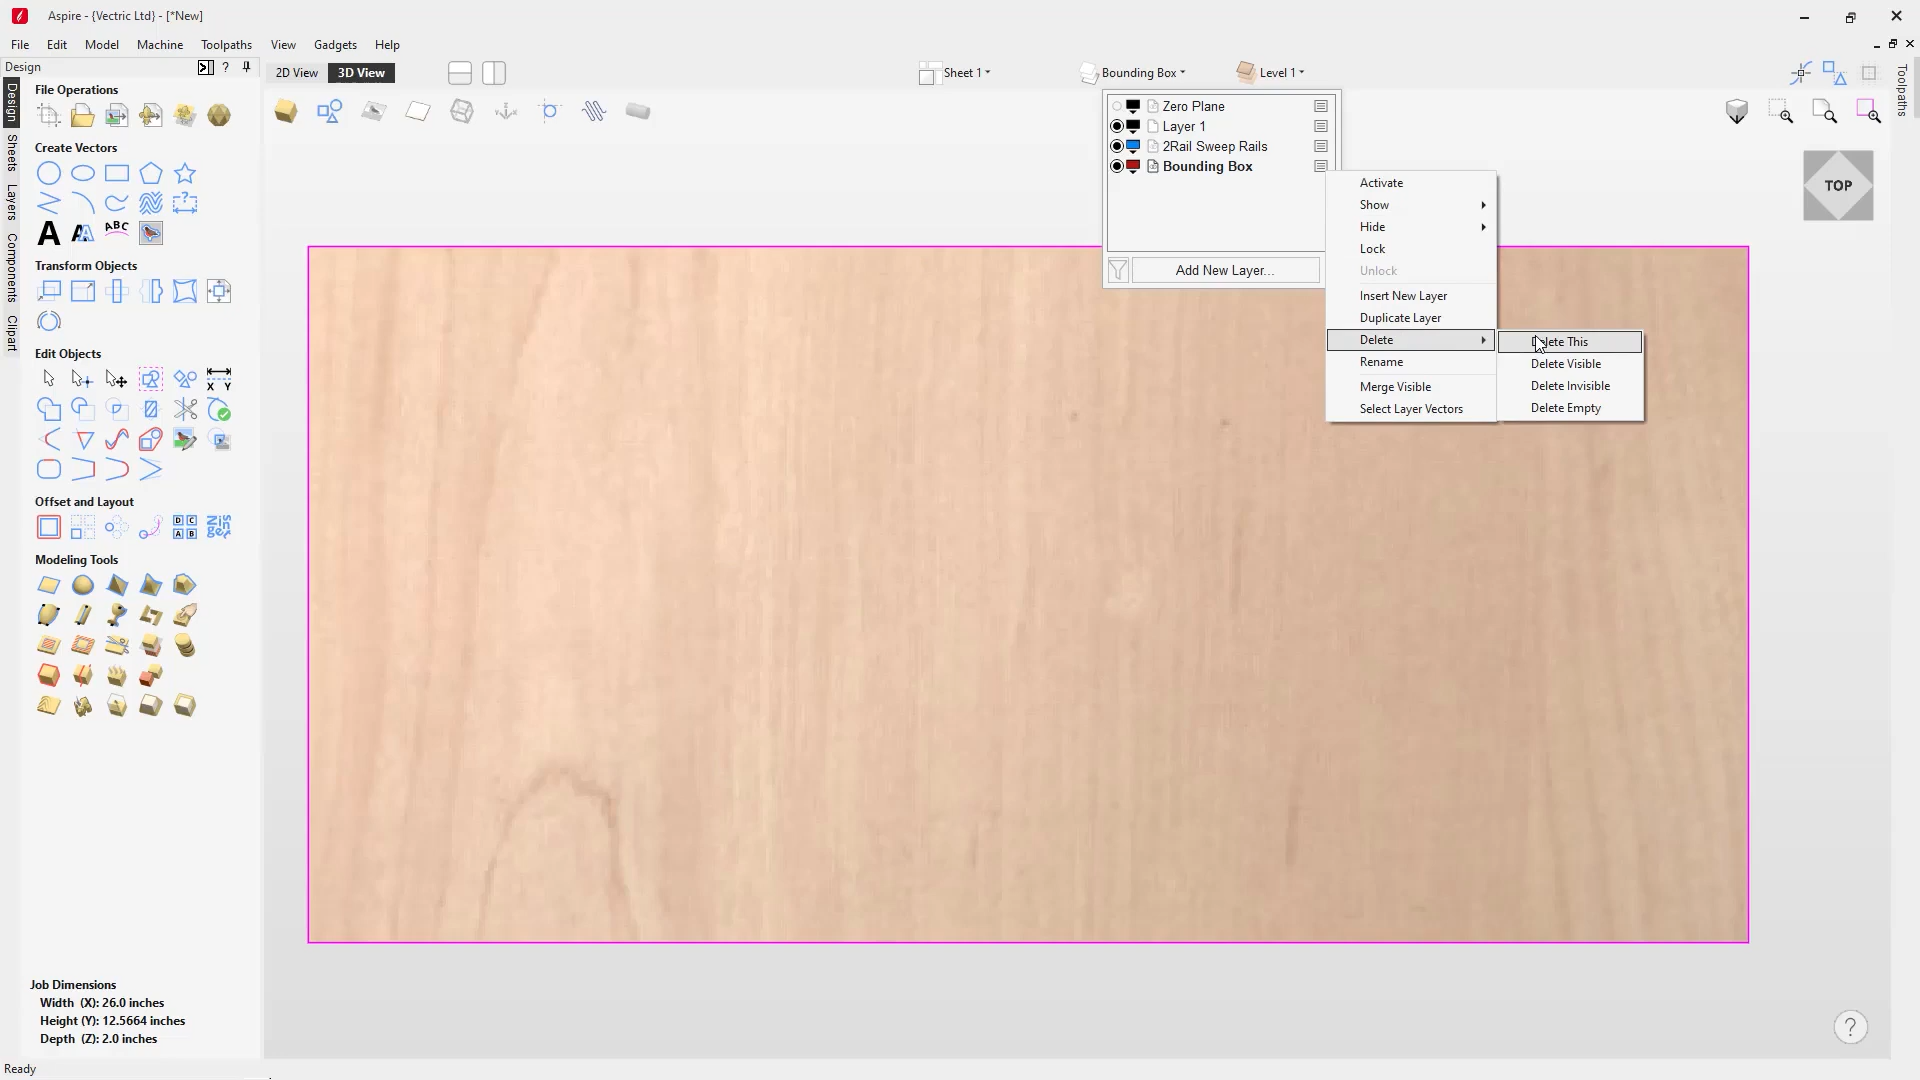 Aspire - {Vectric Ltd} - [*New]
File Edit Model Machine Toolpaths View Gadgets Help
Design ?
2D View 3D View
Sheet 1
Bounding Box
Level 1
Design
Sheets
Layers
Components
Clipart
File Operations
Create Vectors
A A ABC
Transform Objects
Edit Objects
X Y
Offset and Layout
D C
A B
Modeling Tools
Job Dimensions
Width (X): 26.0 inches
Height (Y): 12.5664 inches
Depth (Z): 2.0 inches
Ready
Zero Plane
Layer 1
2Rail Sweep Rails
Bounding Box
Add New Layer...
Activate
Show
Hide
Lock
Unlock
Insert New Layer
Duplicate Layer
Delete
Rename
Merge Visible
Select Layer Vectors
Delete This
Delete Visible
Delete Invisible
Delete Empty
TOP
Toolpaths
?